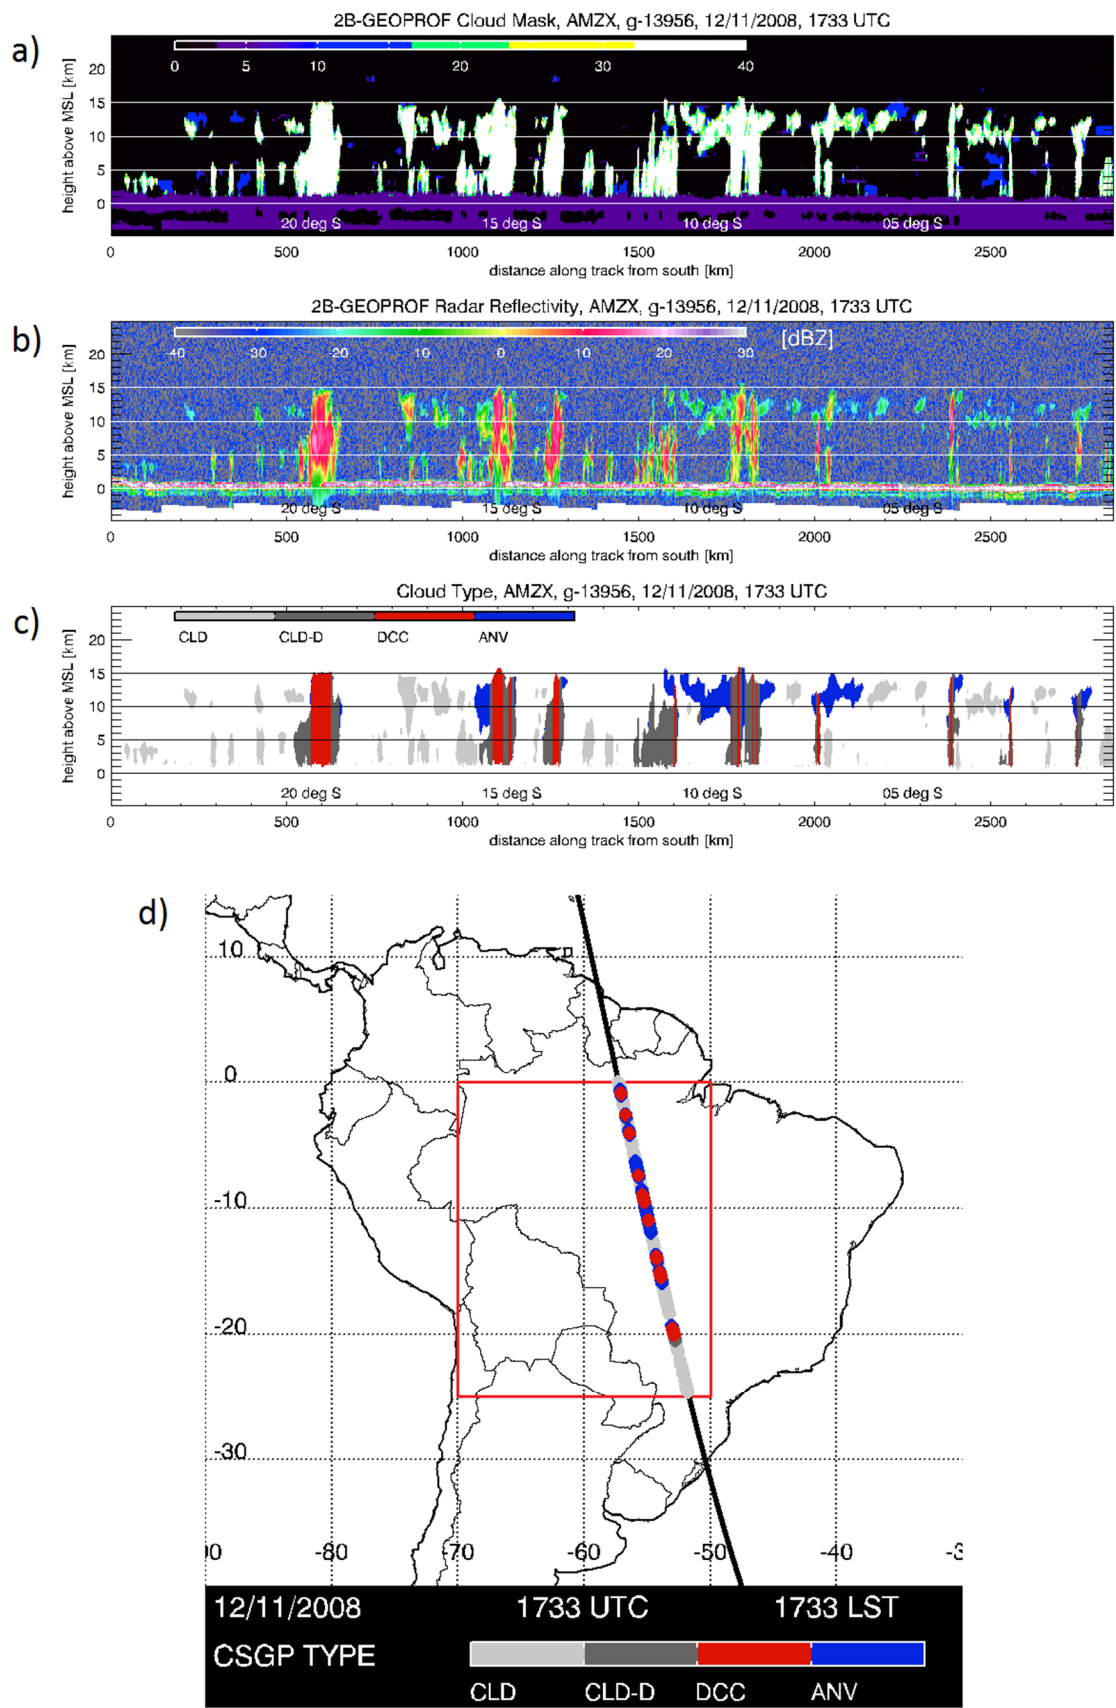 2B-GEOPROF Cloud Mask, AMZX, g-13956, 12/11/2008, 1733 UTC
a)
height above MSL [km]
20
15
10
5
0
0 5 10 20 30 40
20 deg S 15 deg S 10 deg S 05 deg S
0 500 1000 1500 2000 2500
distance along track from south [km]
2B-GEOPROF Radar Reflectivity, AMZX, g-13956, 12/11/2008, 1733 UTC
b)
height above MSL [km]
20
15
10
5
0
-40 -30 -20 -10 0 10 20 30
[dBZ]
20 deg S 15 deg S 10 deg S 05 deg S
0 500 1000 1500 2000 2500
distance along track from south [km]
Cloud Type, AMZX, g-13956, 12/11/2008, 1733 UTC
c)
height above MSL [km]
20
15
10
5
0
CLD CLD-D DCC ANV
20 deg S 15 deg S 10 deg S 05 deg S
0 500 1000 1500 2000 2500
distance along track from south [km]
d)
10
0
-10
-20
-30
-80 -70 -60 -50
12/11/2008 1733 UTC 1733 LST
CSGP TYPE
CLD CLD-D DCC ANV